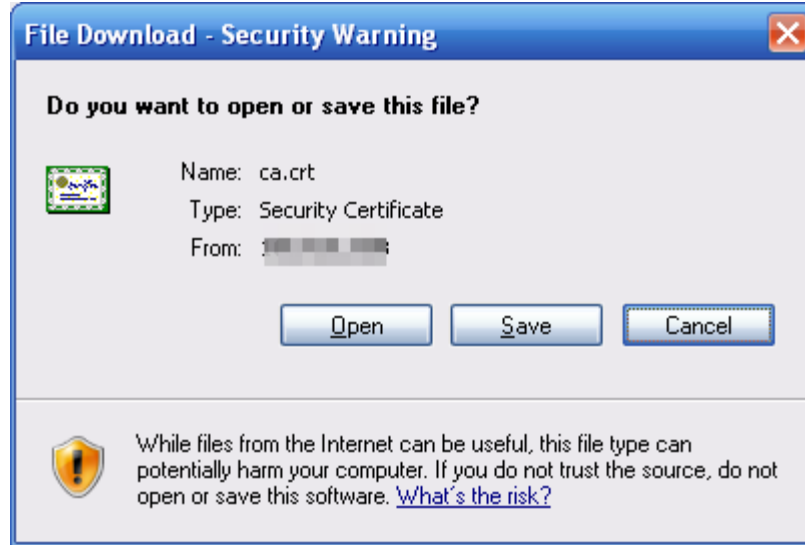 File Download - Security Warning
Do you want to open or save this file?
Name: ca.crt
Type: Security Certificate
From:
Open
Save
Cancel
While files from the Internet can be useful, this file type can
potentially harm your computer. If you do not trust the source, do not
open or save this software. What's the risk?